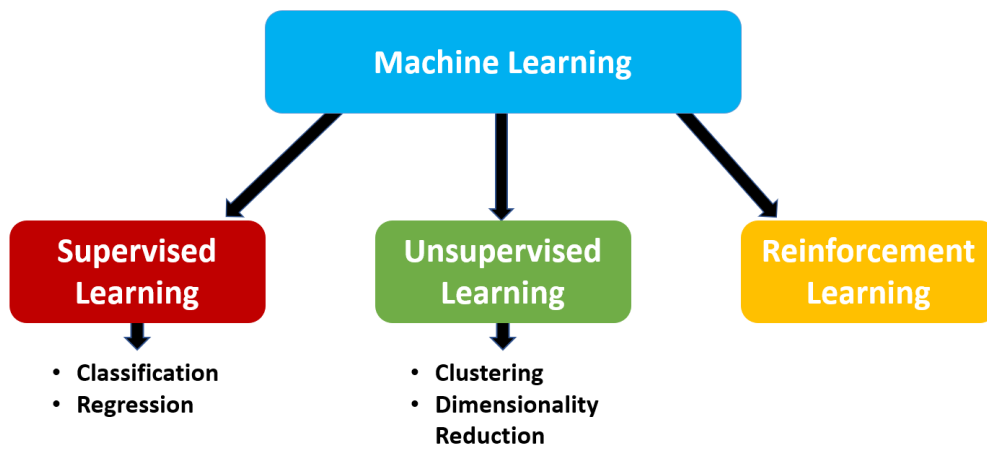 Machine Learning
Supervised
Learning
Unsupervised
Learning
Reinforcement
Learning
• Classification
• Regression
• Clustering
• Dimensionality
Reduction